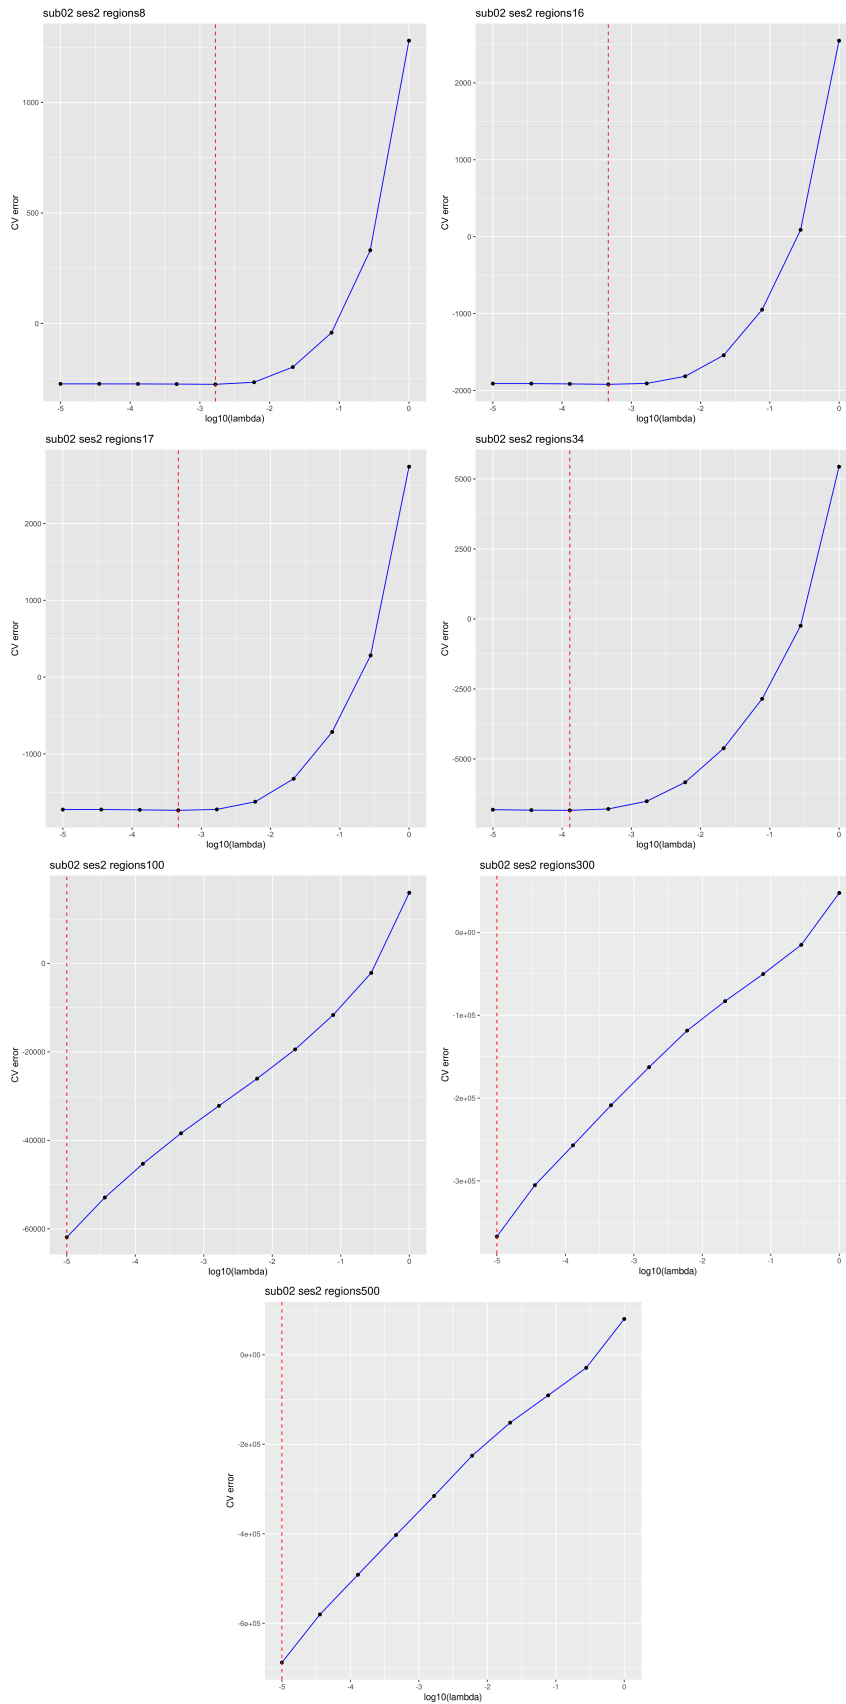 sub02 ses2 regions8
1000
500
0
CV error
-5 -4 -3 -2 -1 0
log10(lambda)
sub02 ses2 regions16
2000
1000
0
-1000
-2000
CV error
-5 -4 -3 -2 -1 0
log10(lambda)
sub02 ses2 regions17
2000
1000
0
-1000
CV error
-5 -4 -3 -2 -1 0
log10(lambda)
sub02 ses2 regions34
5000
2500
0
-2500
-5000
CV error
-5 -4 -3 -2 -1 0
log10(lambda)
sub02 ses2 regions100
0
-20000
-40000
-60000
CV error
-5 -4 -3 -2 -1 0
log10(lambda)
sub02 ses2 regions300
0e+00
-1e+05
-2e+05
-3e+05
CV error
-5 -4 -3 -2 -1 0
log10(lambda)
sub02 ses2 regions500
0e+00
-2e+05
-4e+05
-6e+05
CV error
-5 -4 -3 -2 -1 0
log10(lambda)